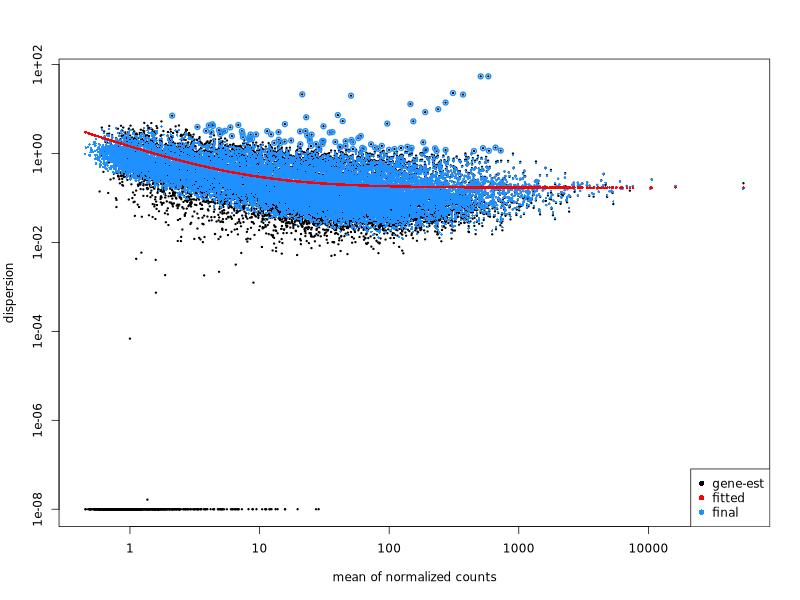 1e+02
1e+00
1e-02
1e-04
1e-06
1e-08
dispersion
1 10 100 1000 10000
mean of normalized counts
gene-est
fitted
final